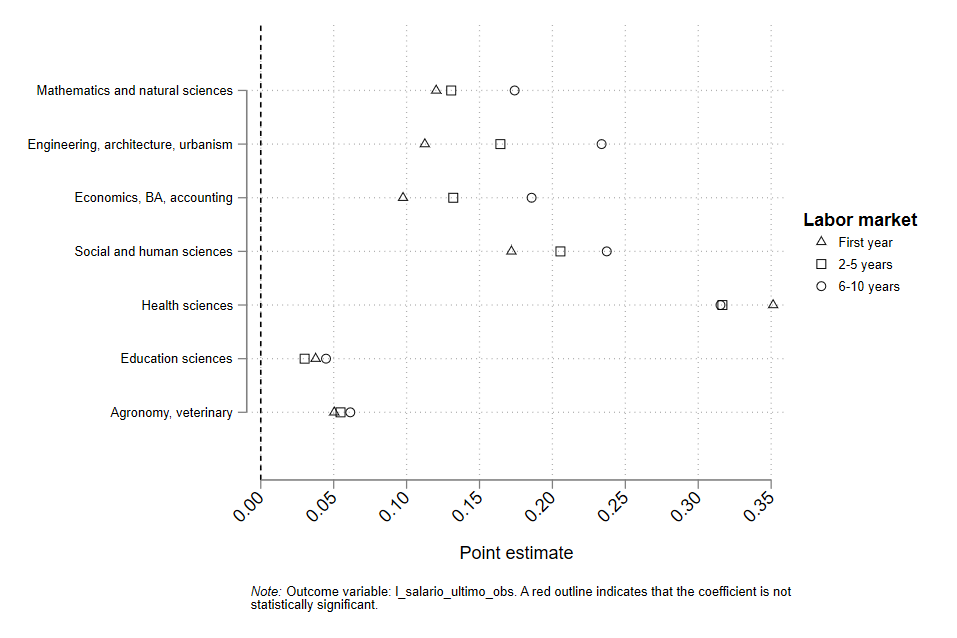 Mathematics and natural sciences
Engineering, architecture, urbanism
Economics, BA, accounting
Social and human sciences
Health sciences
Education sciences
Agronomy, veterinary
Labor market
First year
2-5 years
6-10 years
0.00
0.05
0.10
0.15
0.20
0.25
0.30
0.35
Point estimate
Note: Outcome variable: l_salario_ultimo_obs. A red outline indicates that the coefficient is not
statistically significant.